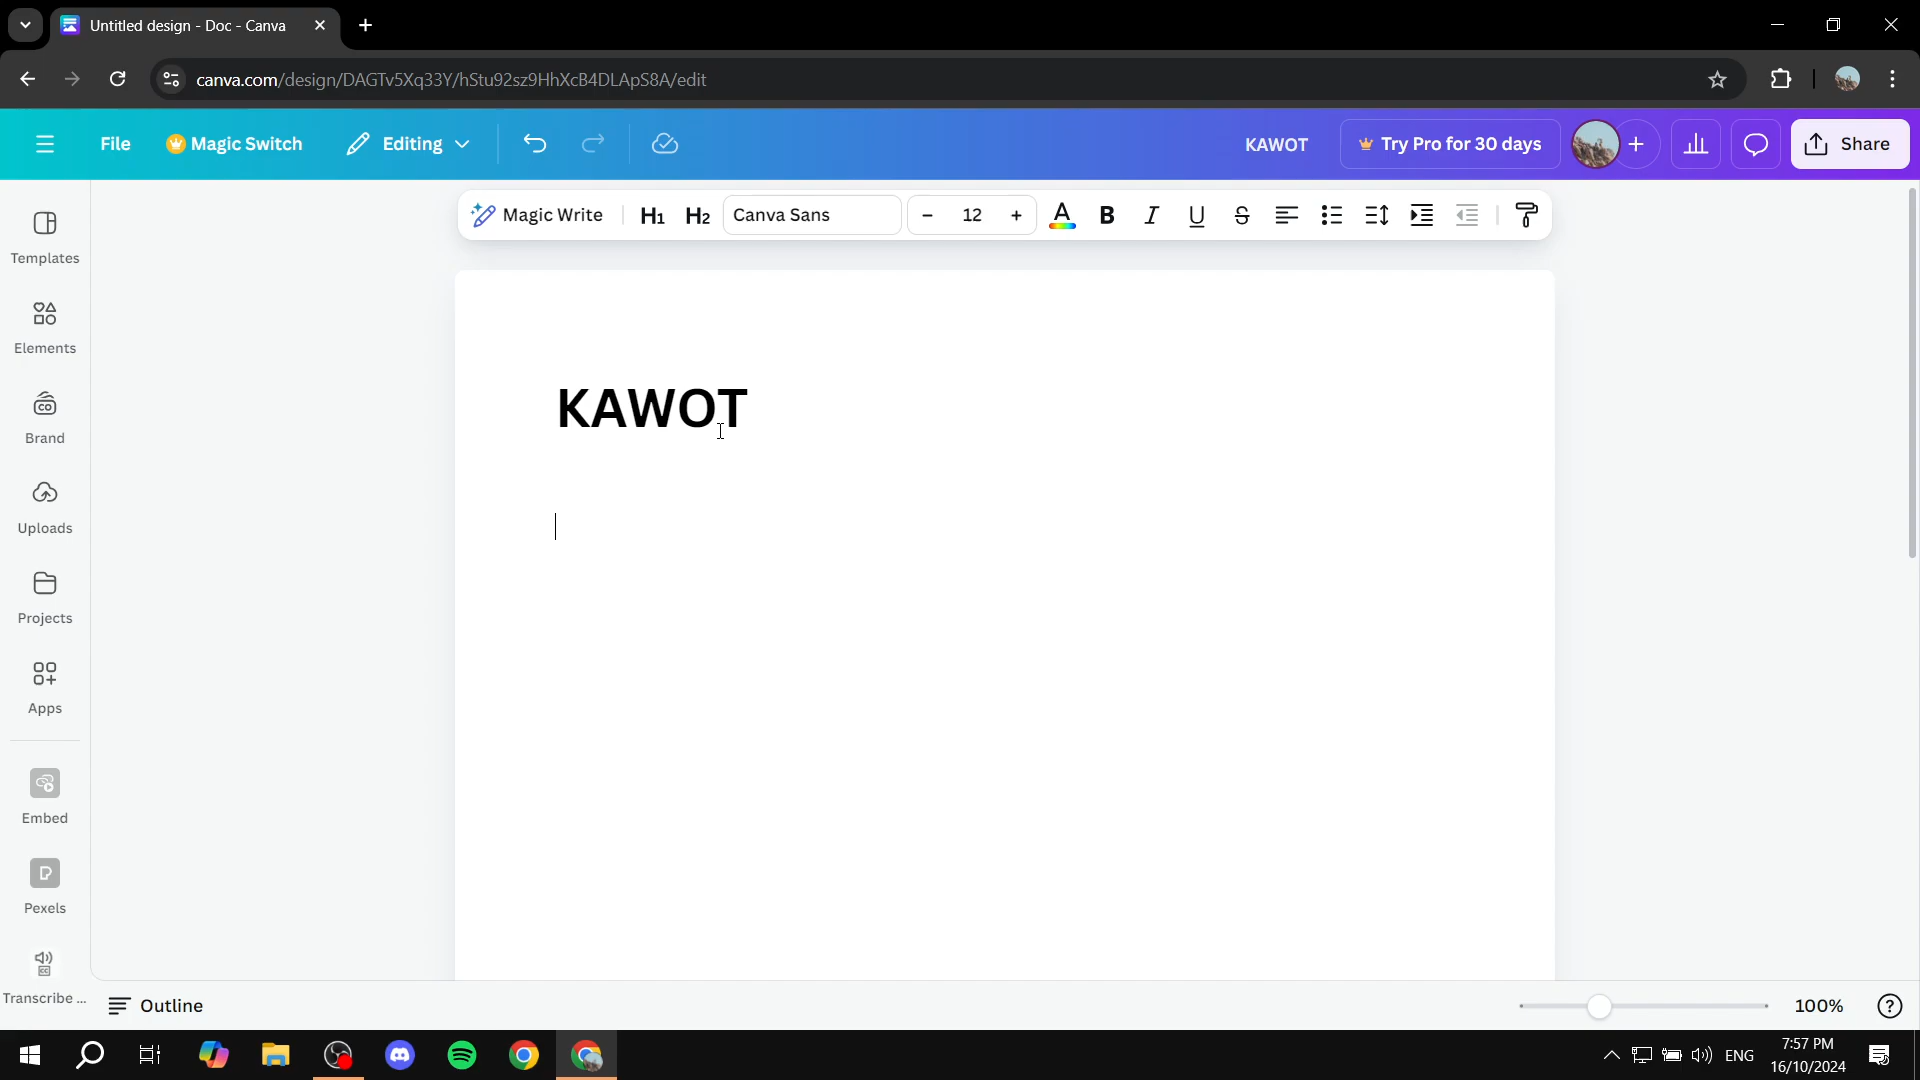 Untitled design - Doc - Canva
canva.com/design/DAGTv5Xq33Y/hStu92sz9HhXcB4DLApS8A/edit
File Magic Switch Editing KAWOT Try Pro for 30 days Share
Magic Write H1 H2 Canva Sans − 12 + A B I U S
Templates
Elements
Brand
Uploads
Projects
Apps
Embed
Pexels
Transcribe ...
KAWOT
Outline 100% ?
ENG 7:57 PM
16/10/2024